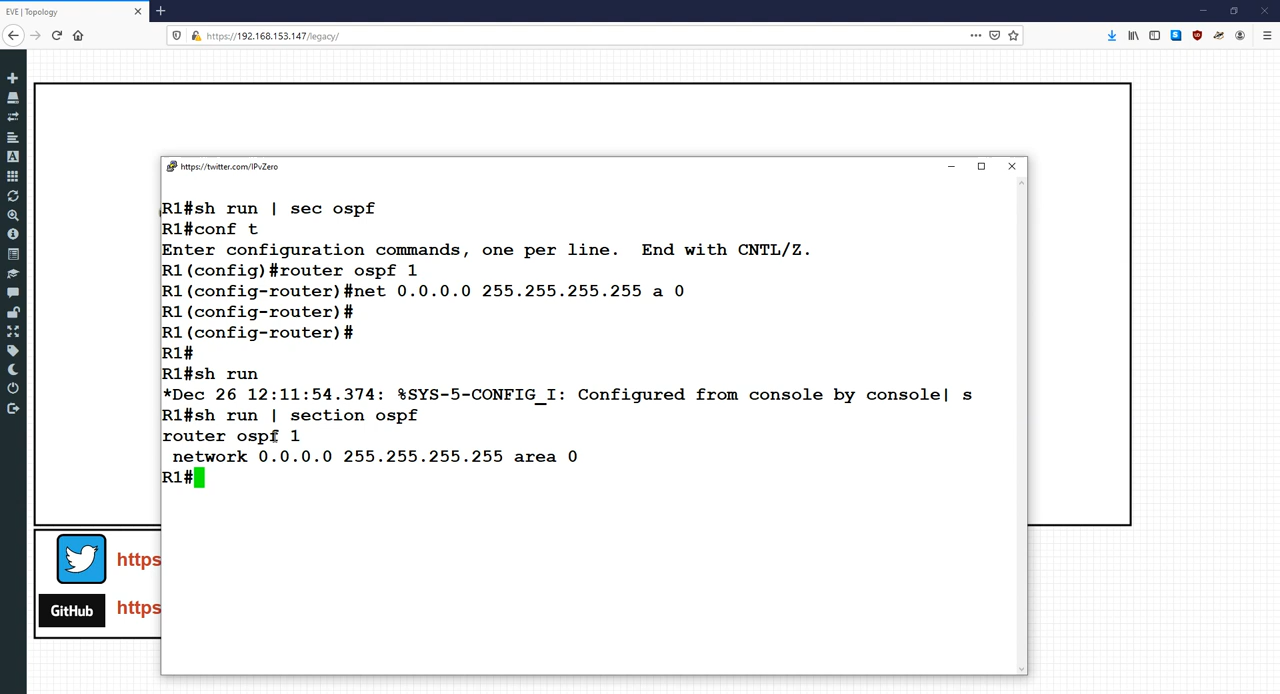 EVE | Topology
https://192.168.153.147/legacy/
https://twitter.com/IPvZero
R1#sh run | sec ospf
R1#conf t
Enter configuration commands, one per line.  End with CNTL/Z.
R1(config)#router ospf 1
R1(config-router)#net 0.0.0.0 255.255.255.255 a 0
R1(config-router)#
R1(config-router)#
R1#
R1#sh run
*Dec 26 12:11:54.374: %SYS-5-CONFIG_I: Configured from console by console| s
R1#sh run | section ospf
router ospf 1
 network 0.0.0.0 255.255.255.255 area 0
R1#
https
GitHub
https